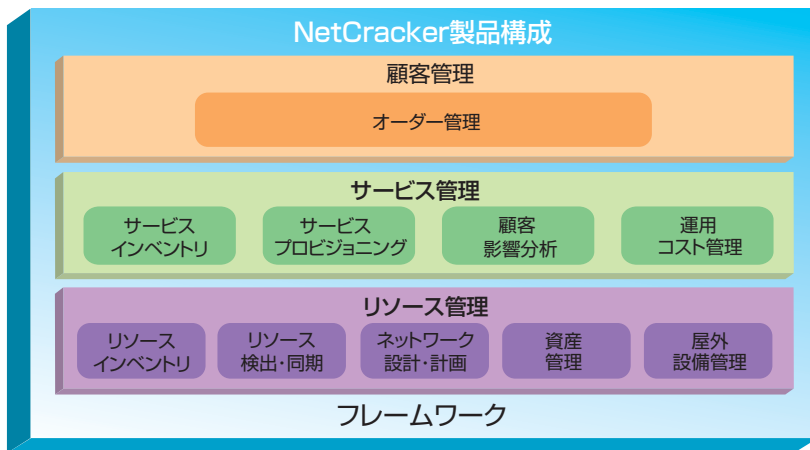 NetCracker製品構成
顧客管理
オーダー管理
サービス管理
サービス
インベントリ
サービス
プロビジョニング
顧客
影響分析
運用
コスト管理
リソース管理
リソース
インベントリ
リソース
検出・同期
ネットワーク
設計・計画
資産
管理
屋外
設備管理
フレームワーク